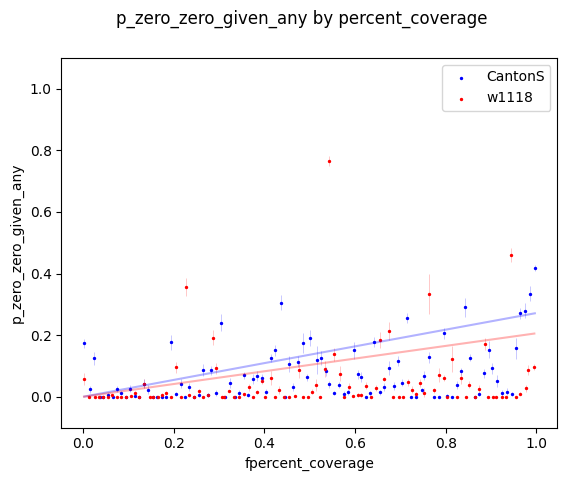 p_zero_zero_given_any by percent_coverage
CantonS
w1118
p_zero_zero_given_any
1.0
0.8
0.6
0.4
0.2
0.0
0.0 0.2 0.4 0.6 0.8 1.0
fpercent_coverage